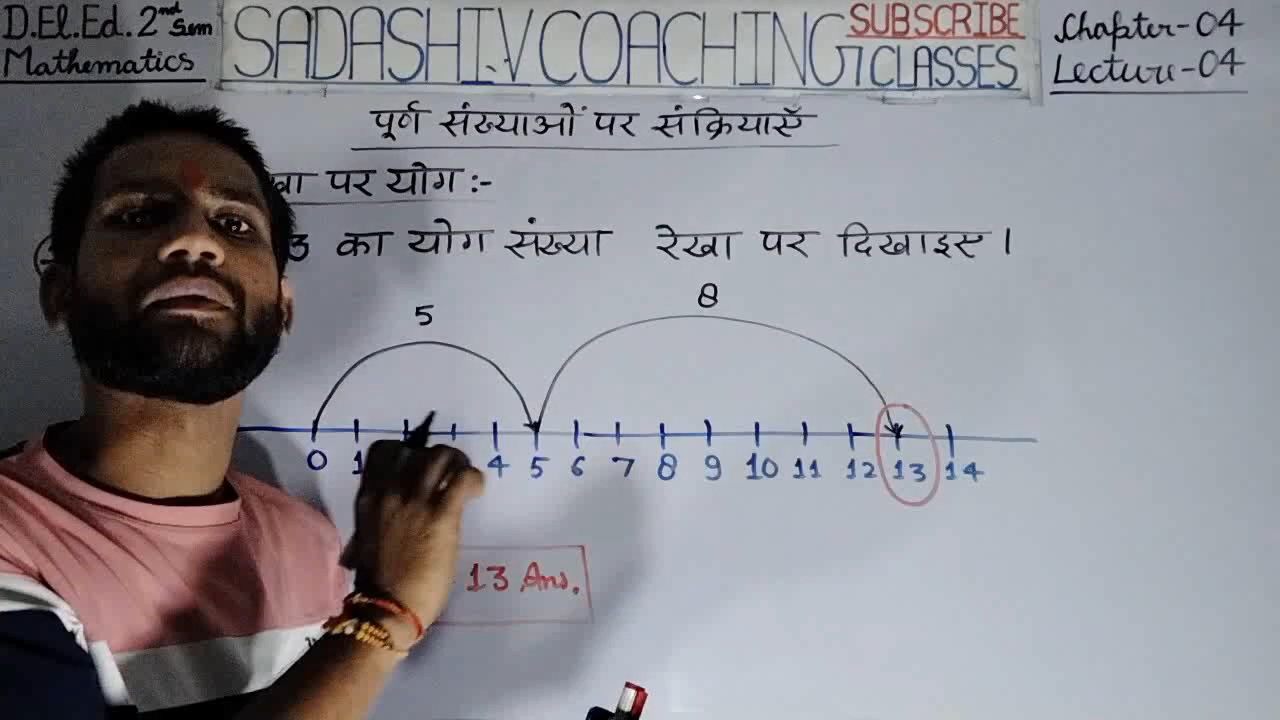 D.El.Ed. 2nd Sem
Mathematics
SADASHIV COACHING CLASSES
SUBSCRIBE
Chapter-04
Lecture-04
पूर्ण संख्याओं पर संक्रियाएँ
पर योग :-
का योग संख्या रेखा पर दिखाइए।
5
8
0 1 4 5 6 7 8 9 10 11 12 13 14
13 Ans.